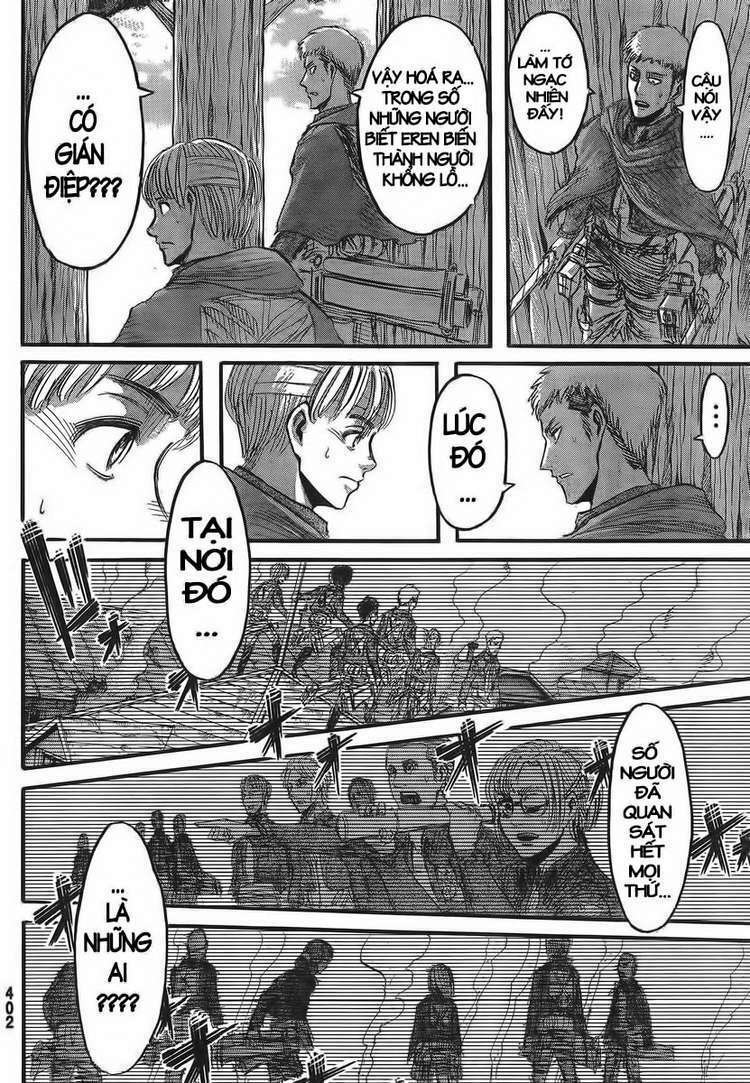 CẬU
NÓI
VẬY
....
...
LÀM TỚ
NGẠC
NHIÊN
ĐẤY!
VẬY HOÁ RA...
TRONG SỐ
NHỮNG NGƯỜI
BIẾT EREN BIẾN
THÀNH NGƯỜI
KHỔNG LỒ...
...
CÓ
GIÁN
ĐIỆP???
...
LÚC
ĐÓ
...
TẠI
NƠI
ĐÓ
...
SỐ
NGƯỜI
ĐÃ
QUAN
SÁT
HẾT
MỌI
THỨ...
...
LÀ
NHỮNG
AI
????
402